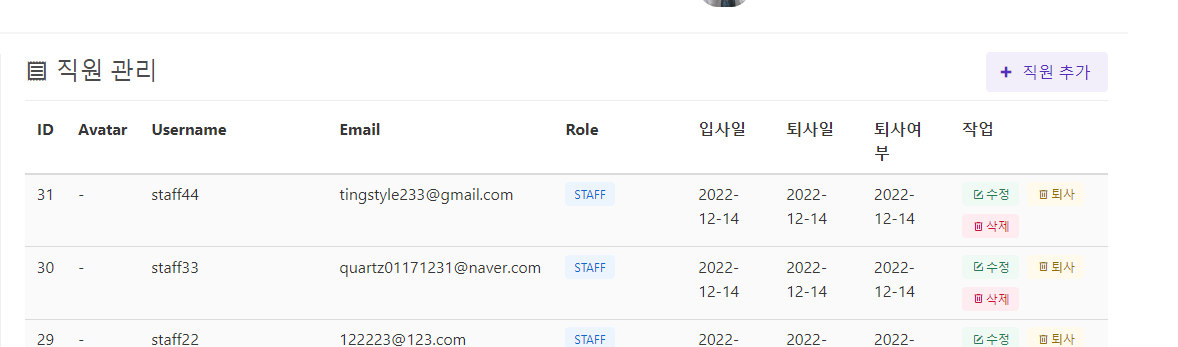 직원 관리
+ 직원 추가
ID Avatar Username Email Role 입사일 퇴사일 퇴사여 작업
부
31 - staff44 tingstyle233@gmail.com STAFF 2022- 2022- 2022- 수정 퇴사
12-14 12-14 12-14 삭제
30 - staff33 quartz01171231@naver.com STAFF 2022- 2022- 2022- 수정 퇴사
12-14 12-14 12-14 삭제
29 - staff22 122223@123.com STAFF 2022- 2022- 2022- 수정 퇴사